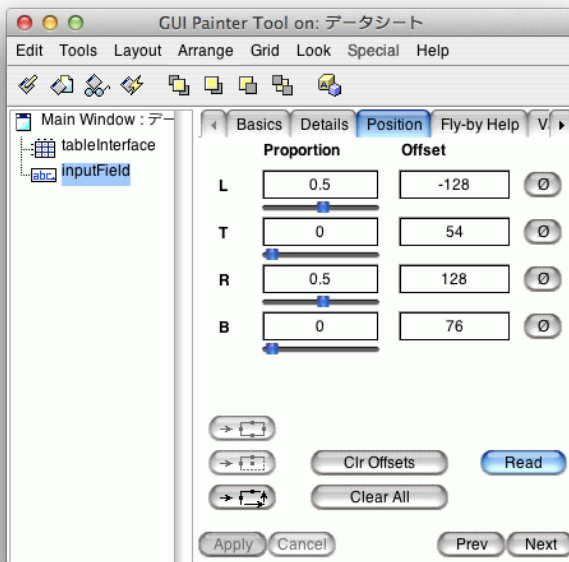 GUI Painter Tool on: データシート
Edit Tools Layout Arrange Grid Look Special Help
Main Window : デー
tableInterface
abc
inputField
Basics Details Position Fly-by Help V
Proportion Offset
L 0.5 -128 Ø
T 0 54 Ø
R 0.5 128 Ø
B 0 76 Ø
Clr Offsets Read
Clear All
Apply Cancel Prev Next